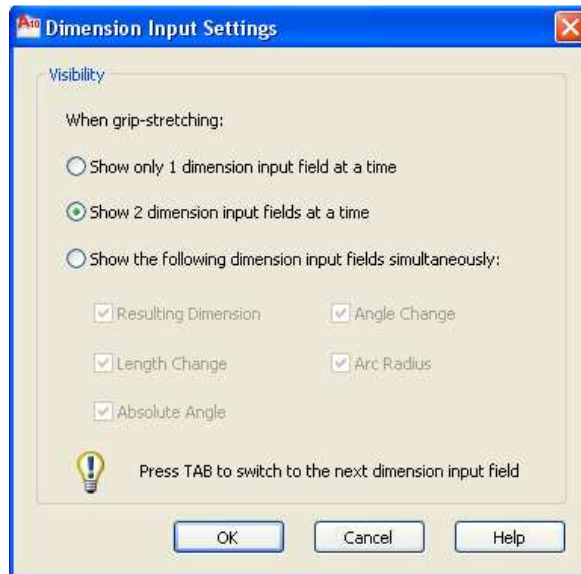 A10 Dimension Input Settings
Visibility
When grip-stretching:
Show only 1 dimension input field at a time
Show 2 dimension input fields at a time
Show the following dimension input fields simultaneously:
Resulting Dimension Angle Change
Length Change Arc Radius
Absolute Angle
Press TAB to switch to the next dimension input field
OK Cancel Help